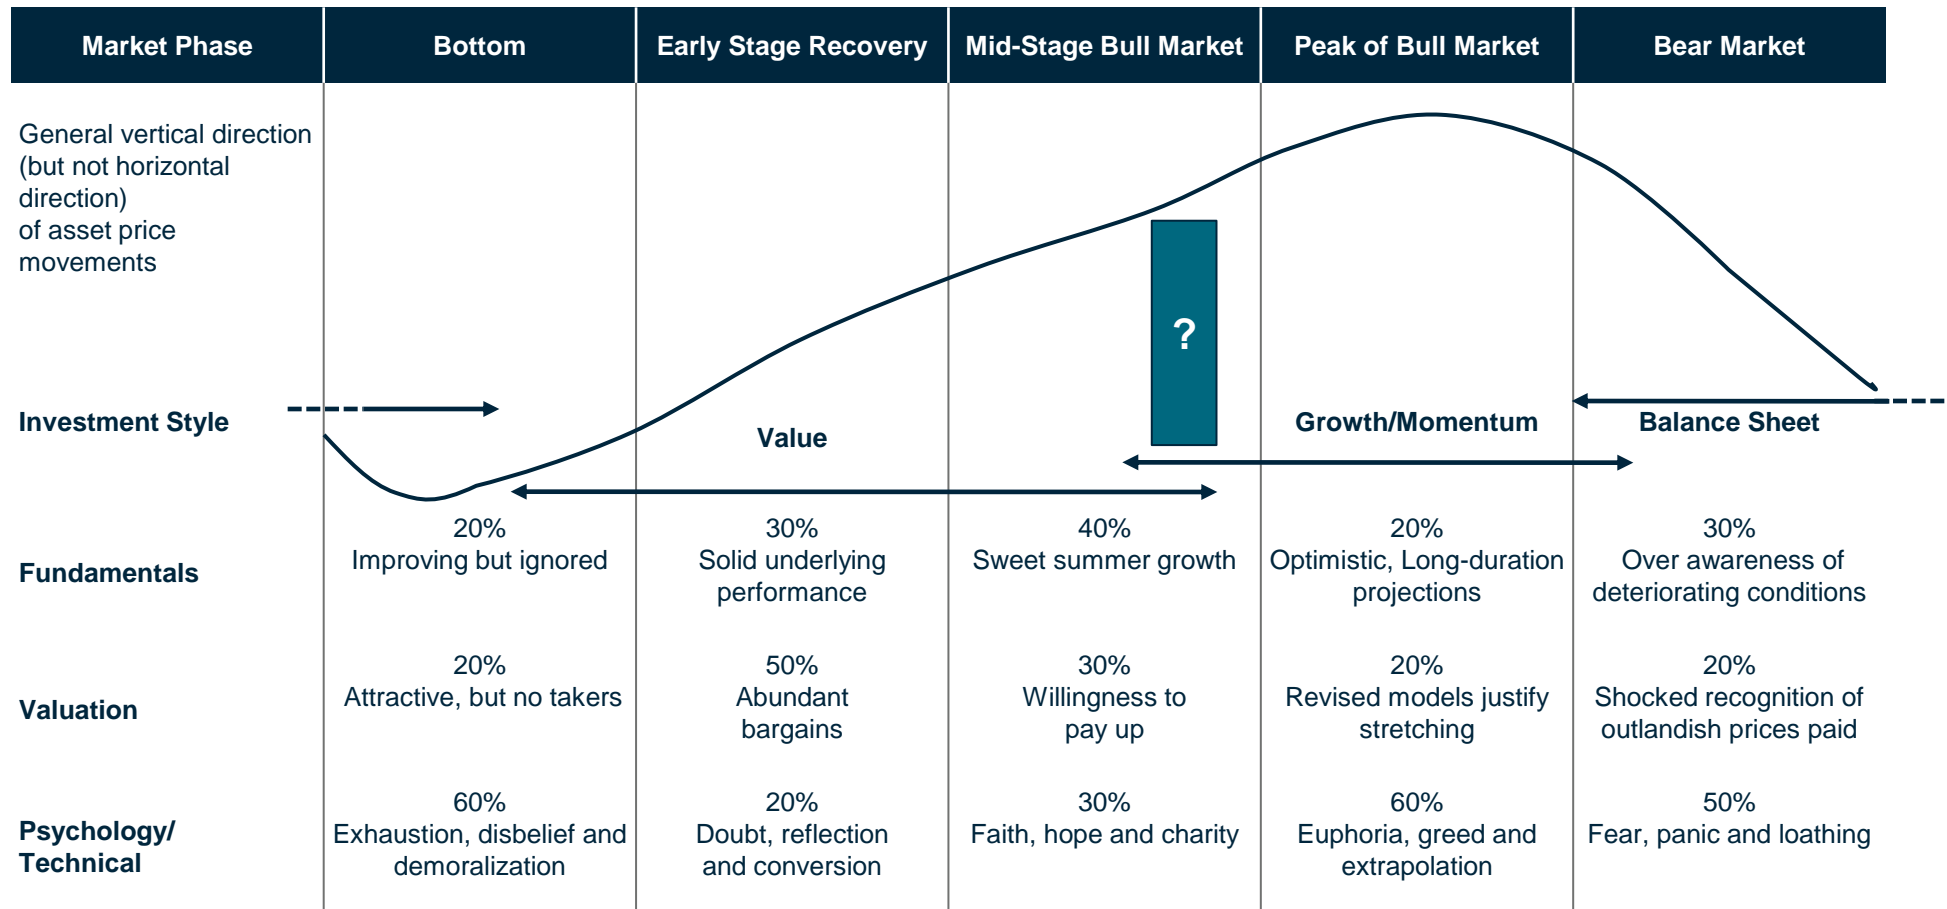 Market Phase
Bottom
Early Stage Recovery
Mid-Stage Bull Market
Peak of Bull Market
Bear Market
General vertical direction
(but not horizontal
direction)
of asset price
movements
?
Investment Style
Value
Growth/Momentum
Balance Sheet
Fundamentals
20%
Improving but ignored
30%
Solid underlying
performance
40%
Sweet summer growth
20%
Optimistic, Long-duration
projections
30%
Over awareness of
deteriorating conditions
Valuation
20%
Attractive, but no takers
50%
Abundant
bargains
30%
Willingness to
pay up
20%
Revised models justify
stretching
20%
Shocked recognition of
outlandish prices paid
Psychology/
Technical
60%
Exhaustion, disbelief and
demoralization
20%
Doubt, reflection
and conversion
30%
Faith, hope and charity
60%
Euphoria, greed and
extrapolation
50%
Fear, panic and loathing